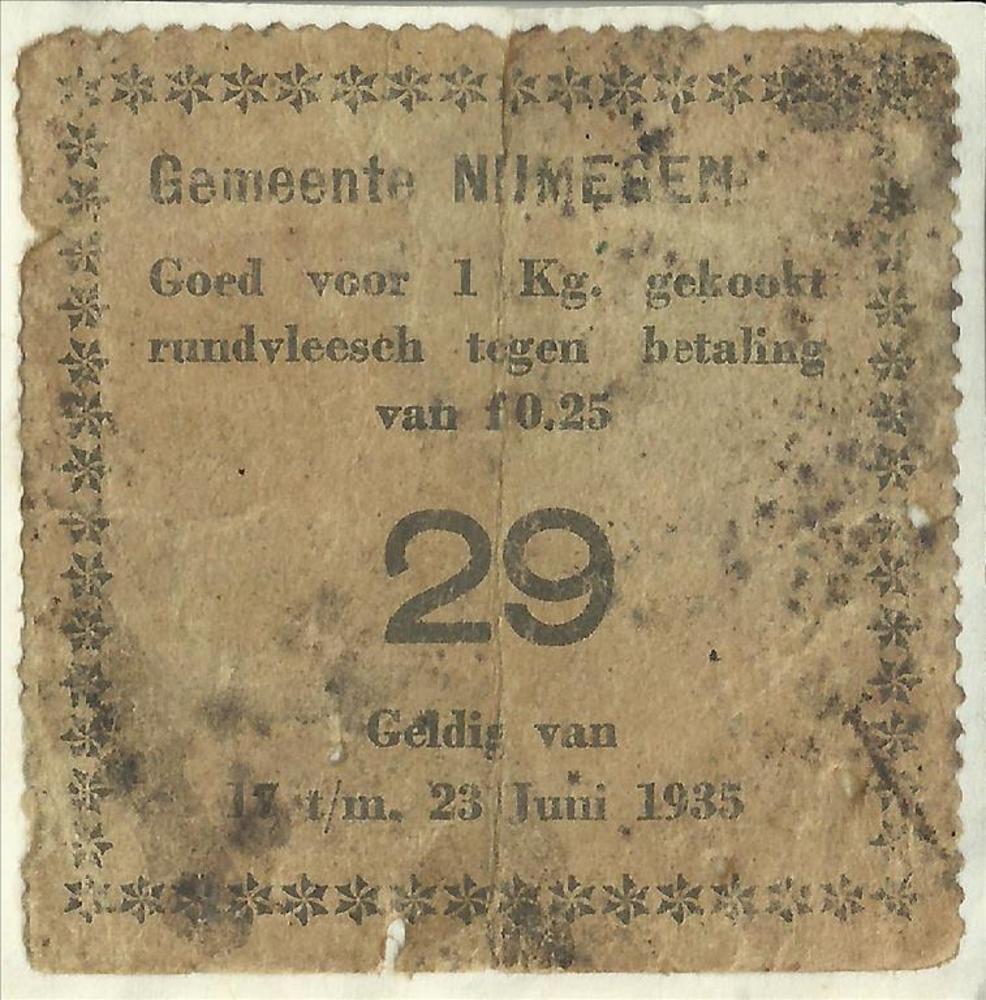 Gemeente NIJMEGEN
Goed voor 1 Kg. gekookt
rundvleesch tegen betaling
van f 0.25
29
Geldig van
17 t/m. 23 Juni 1935